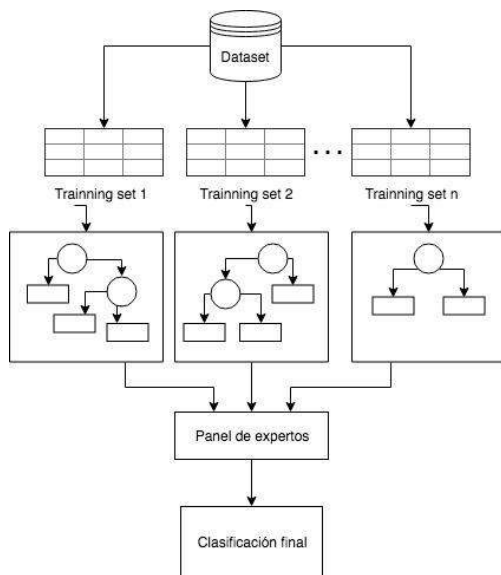 Dataset
...
Trainning set 1
Trainning set 2
Trainning set n
Panel de expertos
Clasificación final